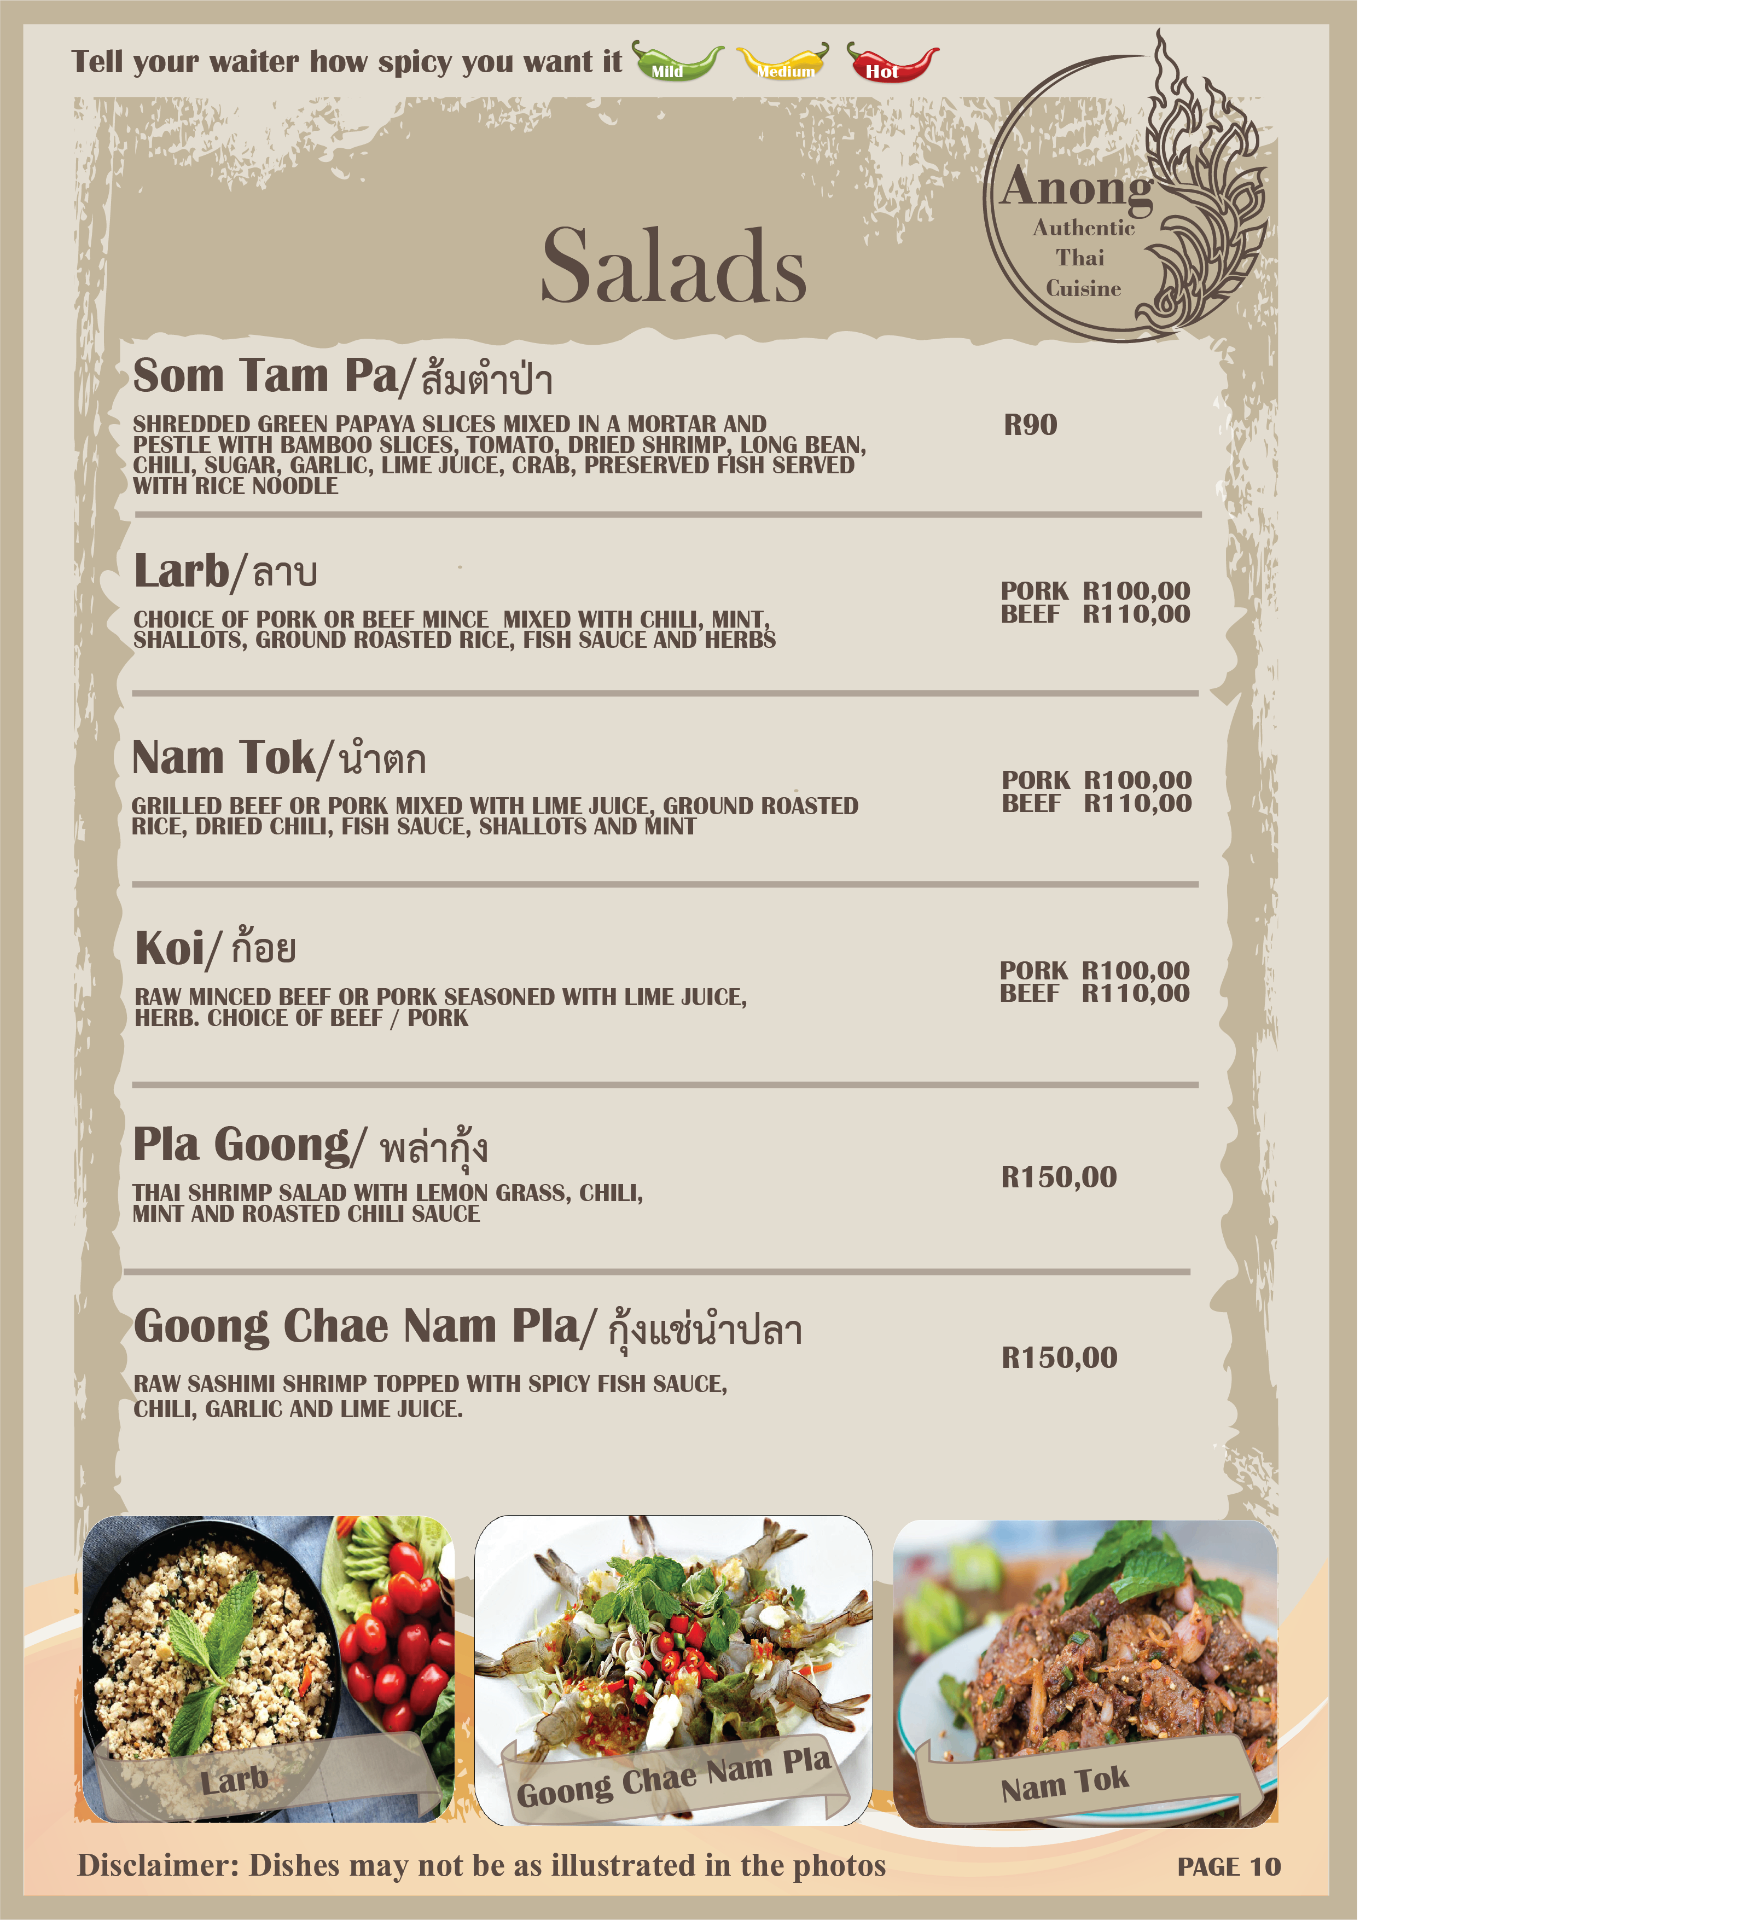 Tell your waiter how spicy you want it Mild Medium Hot
Anong
Authentic
Thai
Cuisine
Salads
Som Tam Pa/ส้มตำป่า
SHREDDED GREEN PAPAYA SLICES MIXED IN A MORTAR AND
PESTLE WITH BAMBOO SLICES, TOMATO, DRIED SHRIMP, LONG BEAN,
CHILI, SUGAR, GARLIC, LIME JUICE, CRAB, PRESERVED FISH SERVED
WITH RICE NOODLE
R90
Larb/ลาบ
CHOICE OF PORK OR BEEF MINCE MIXED WITH CHILI, MINT,
SHALLOTS, GROUND ROASTED RICE, FISH SAUCE AND HERBS
PORK R100,00
BEEF R110,00
Nam Tok/นำตก
GRILLED BEEF OR PORK MIXED WITH LIME JUICE, GROUND ROASTED
RICE, DRIED CHILI, FISH SAUCE, SHALLOTS AND MINT
PORK R100,00
BEEF R110,00
Koi/ ก้อย
RAW MINCED BEEF OR PORK SEASONED WITH LIME JUICE,
HERB. CHOICE OF BEEF / PORK
PORK R100,00
BEEF R110,00
Pla Goong/ พล่ากุ้ง
THAI SHRIMP SALAD WITH LEMON GRASS, CHILI,
MINT AND ROASTED CHILI SAUCE
R150,00
Goong Chae Nam Pla/ กุ้งแช่นำปลา
RAW SASHIMI SHRIMP TOPPED WITH SPICY FISH SAUCE,
CHILI, GARLIC AND LIME JUICE.
R150,00
Larb
Goong Chae Nam Pla
Nam Tok
Disclaimer: Dishes may not be as illustrated in the photos
PAGE 10